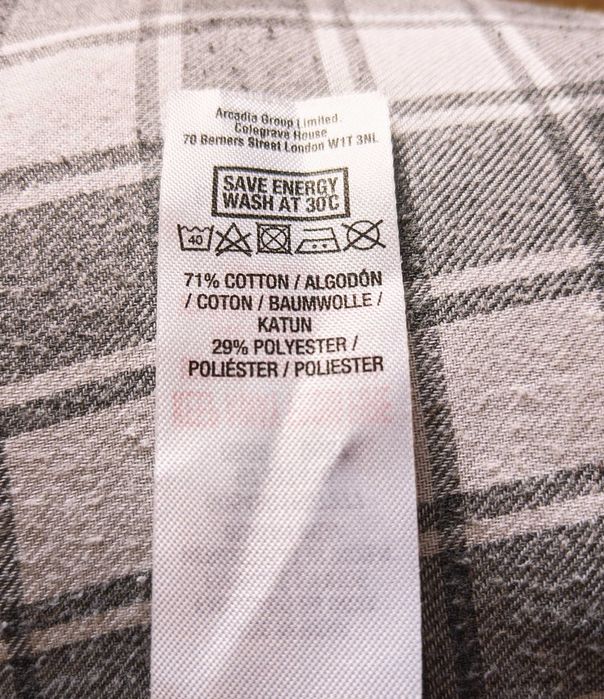 Arcadia Group Limited
Colegrave House
70 Berners Street London W1T 3NL
SAVE ENERGY
WASH AT 30°C
40
71% COTTON / ALGODÓN
/ COTON / BAUMWOLLE /
KATUN
29% POLYESTER /
POLIÉSTER / POLIESTER